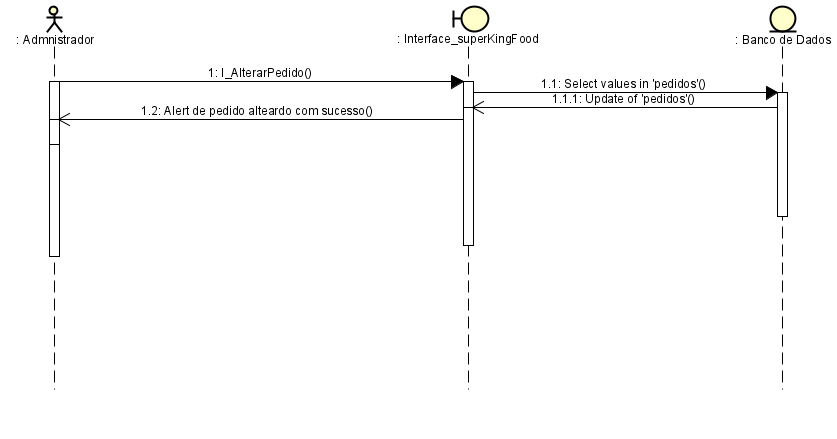 : Admnistrador
: Interface_superKingFood
: Banco de Dados
1: I_AlterarPedido()
1.1: Select values in 'pedidos'()
1.1.1: Update of 'pedidos'()
1.2: Alert de pedido alteardo com sucesso()